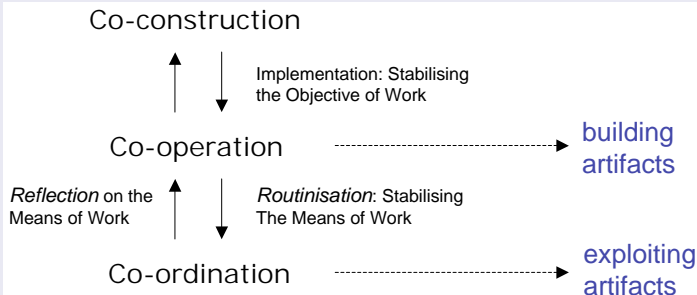 Co-construction
Implementation: Stabilising
the Objective of Work
Co-operation
building
artifacts
Reflection on the
Means of Work
Routinisation: Stabilising
The Means of Work
Co-ordination
exploiting
artifacts